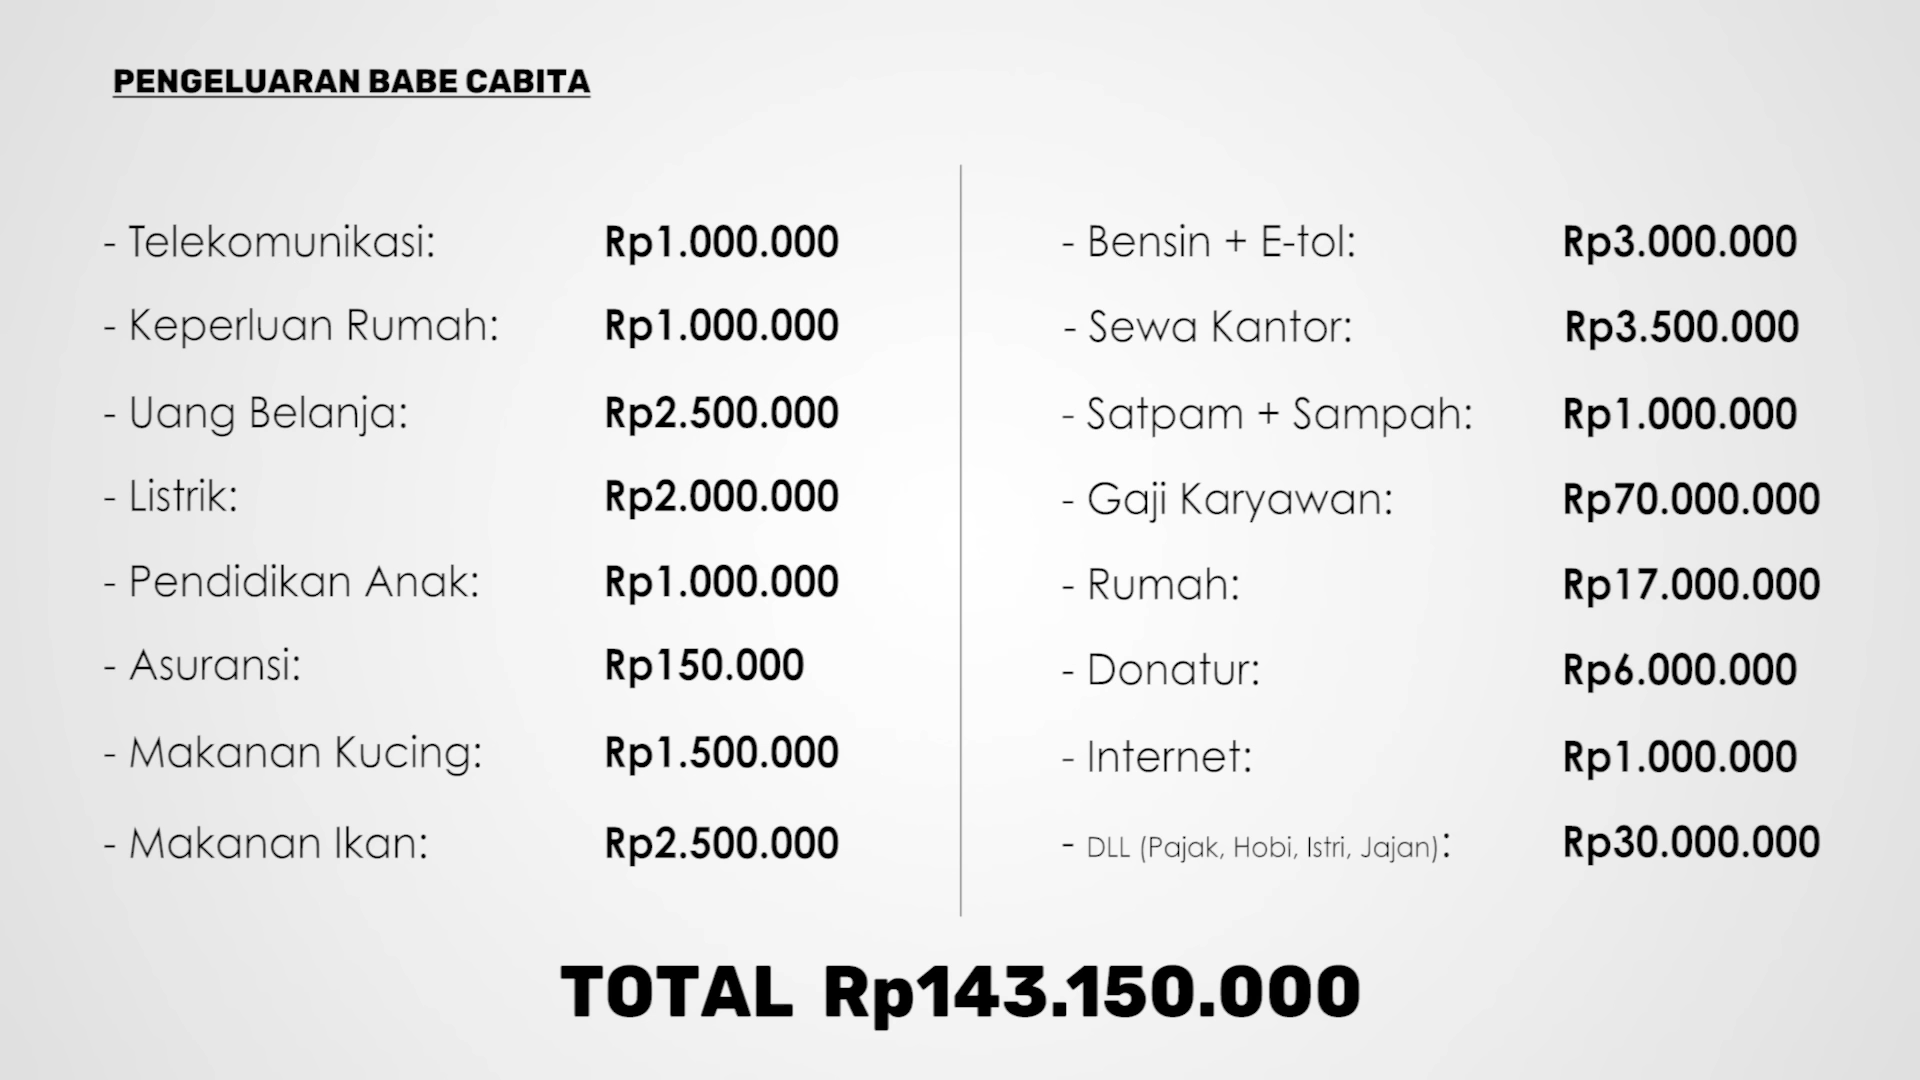 PENGELUARAN BABE CABITA
- Telekomunikasi: Rp1.000.000
- Keperluan Rumah: Rp1.000.000
- Uang Belanja: Rp2.500.000
- Listrik: Rp2.000.000
- Pendidikan Anak: Rp1.000.000
- Asuransi: Rp150.000
- Makanan Kucing: Rp1.500.000
- Makanan Ikan: Rp2.500.000
- Bensin + E-tol: Rp3.000.000
- Sewa Kantor: Rp3.500.000
- Satpam + Sampah: Rp1.000.000
- Gaji Karyawan: Rp70.000.000
- Rumah: Rp17.000.000
- Donatur: Rp6.000.000
- Internet: Rp1.000.000
- DLL (Pajak, Hobi, Istri, Jajan): Rp30.000.000
TOTAL Rp143.150.000